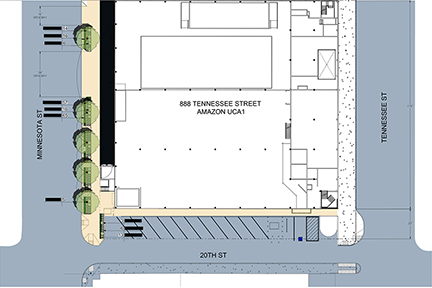 888 TENNESSEE STREET
AMAZON UCA1
MINNESOTA ST
TENNESSEE ST
20TH ST